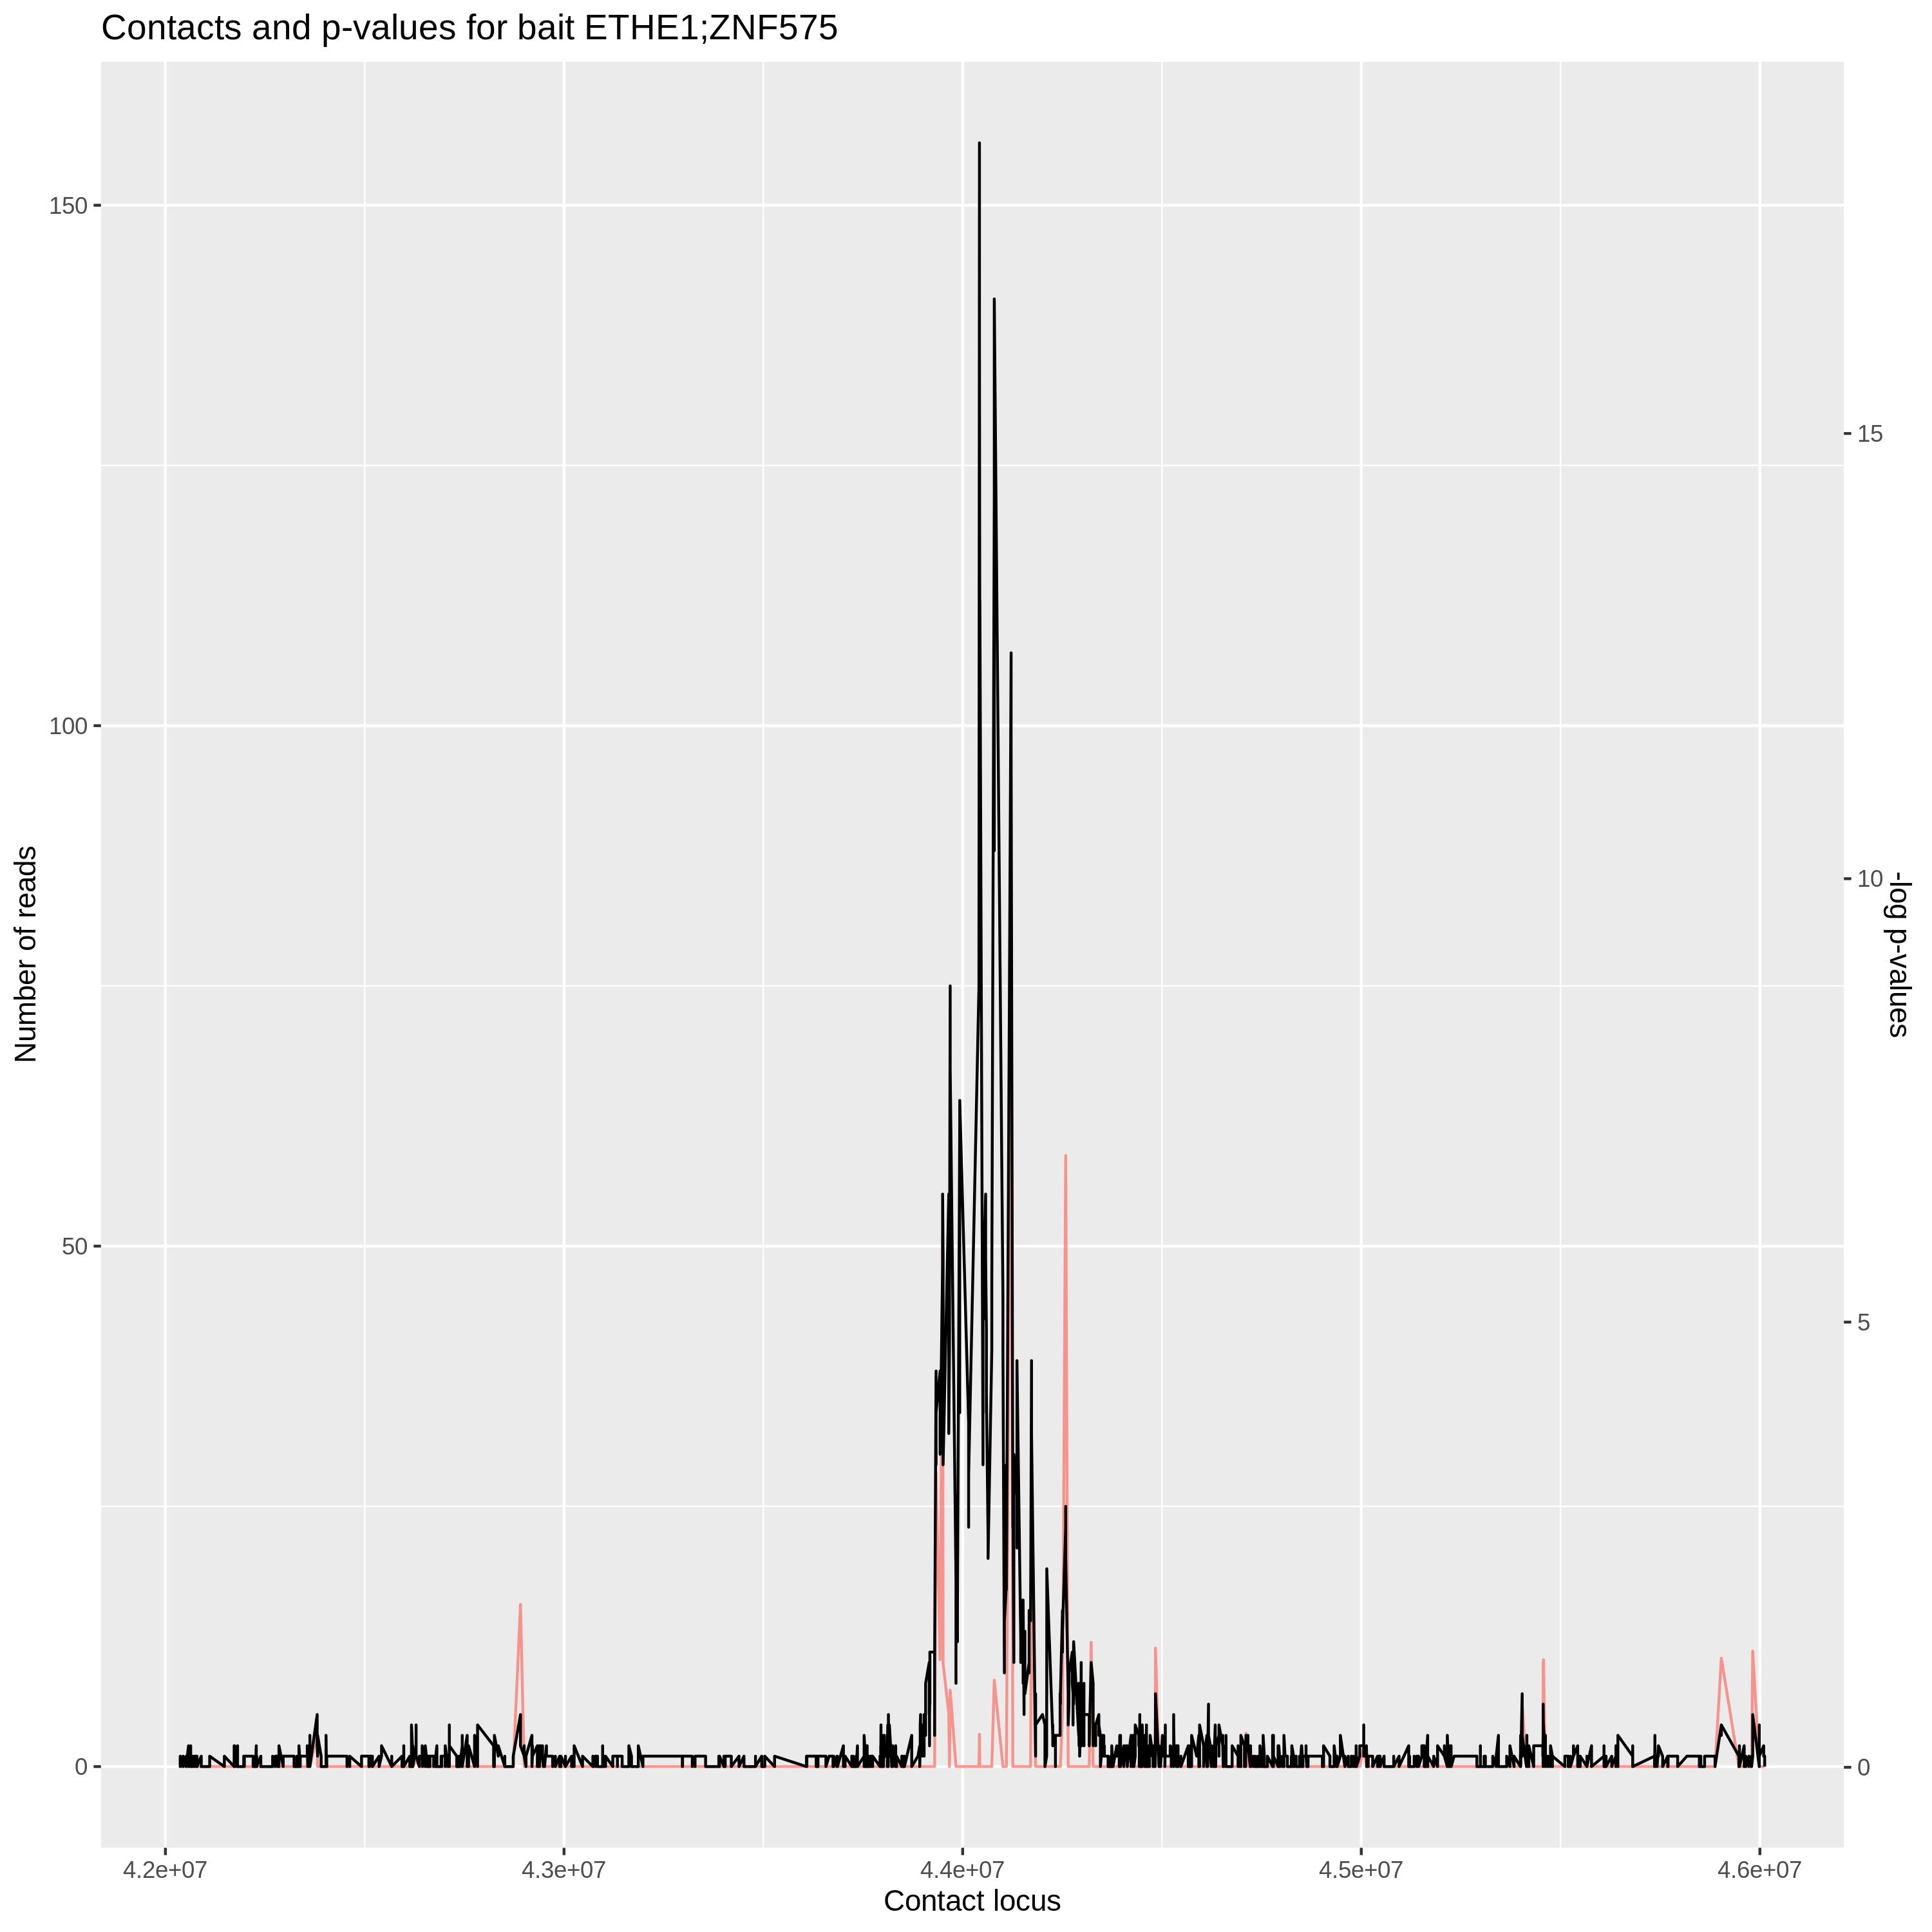 Contacts and p-values for bait ETHE1;ZNF575
150
100
50
0
Number of reads
15
10
5
0
-log p-values
4.2e+07
4.3e+07
4.4e+07
4.5e+07
4.6e+07
Contact locus